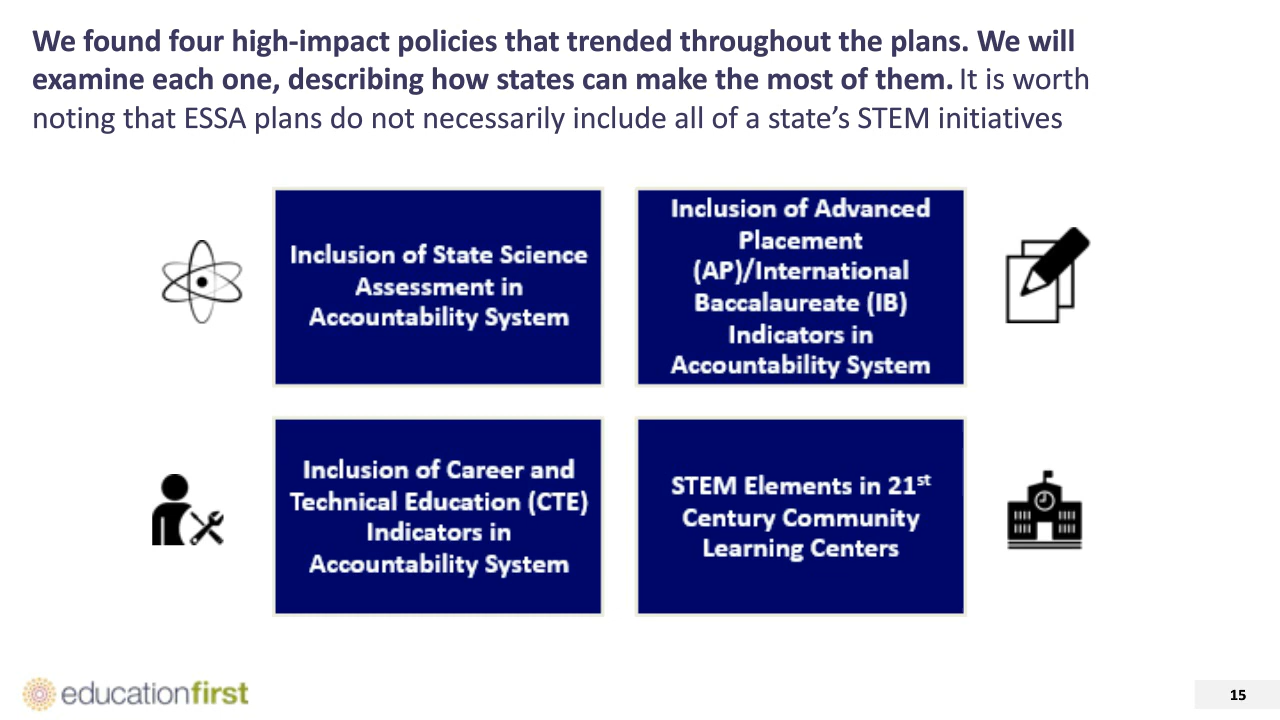 We found four high-impact policies that trended throughout the plans. We will
examine each one, describing how states can make the most of them. It is worth
noting that ESSA plans do not necessarily include all of a state’s STEM initiatives
Inclusion of State Science
Assessment in
Accountability System
Inclusion of Advanced
Placement
(AP)/International
Baccalaureate (IB)
Indicators in
Accountability System
Inclusion of Career and
Technical Education (CTE)
Indicators in
Accountability System
STEM Elements in 21st
Century Community
Learning Centers
educationfirst
15